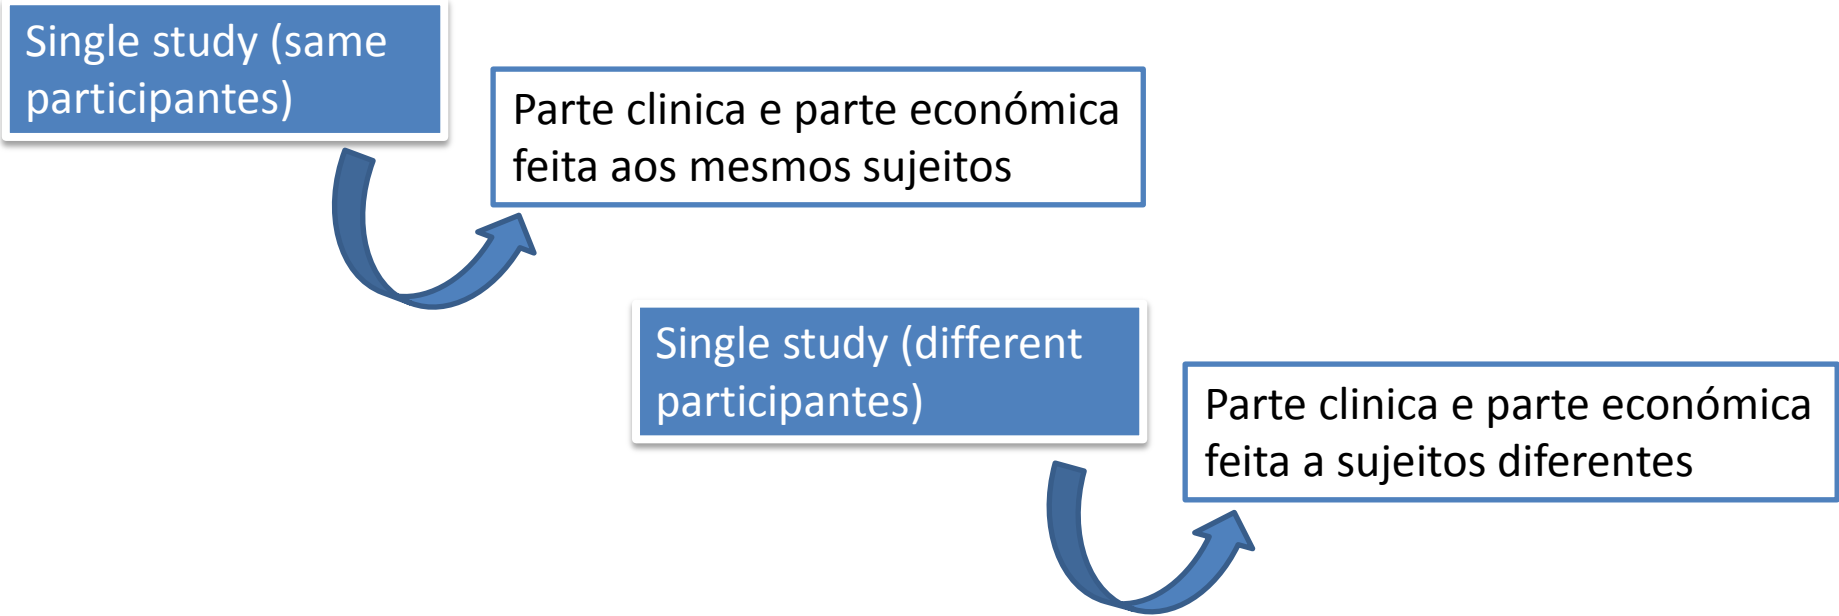 Single study (same
participantes)
Parte clinica e parte económica
feita aos mesmos sujeitos
Single study (different
participantes)
Parte clinica e parte económica
feita a sujeitos diferentes